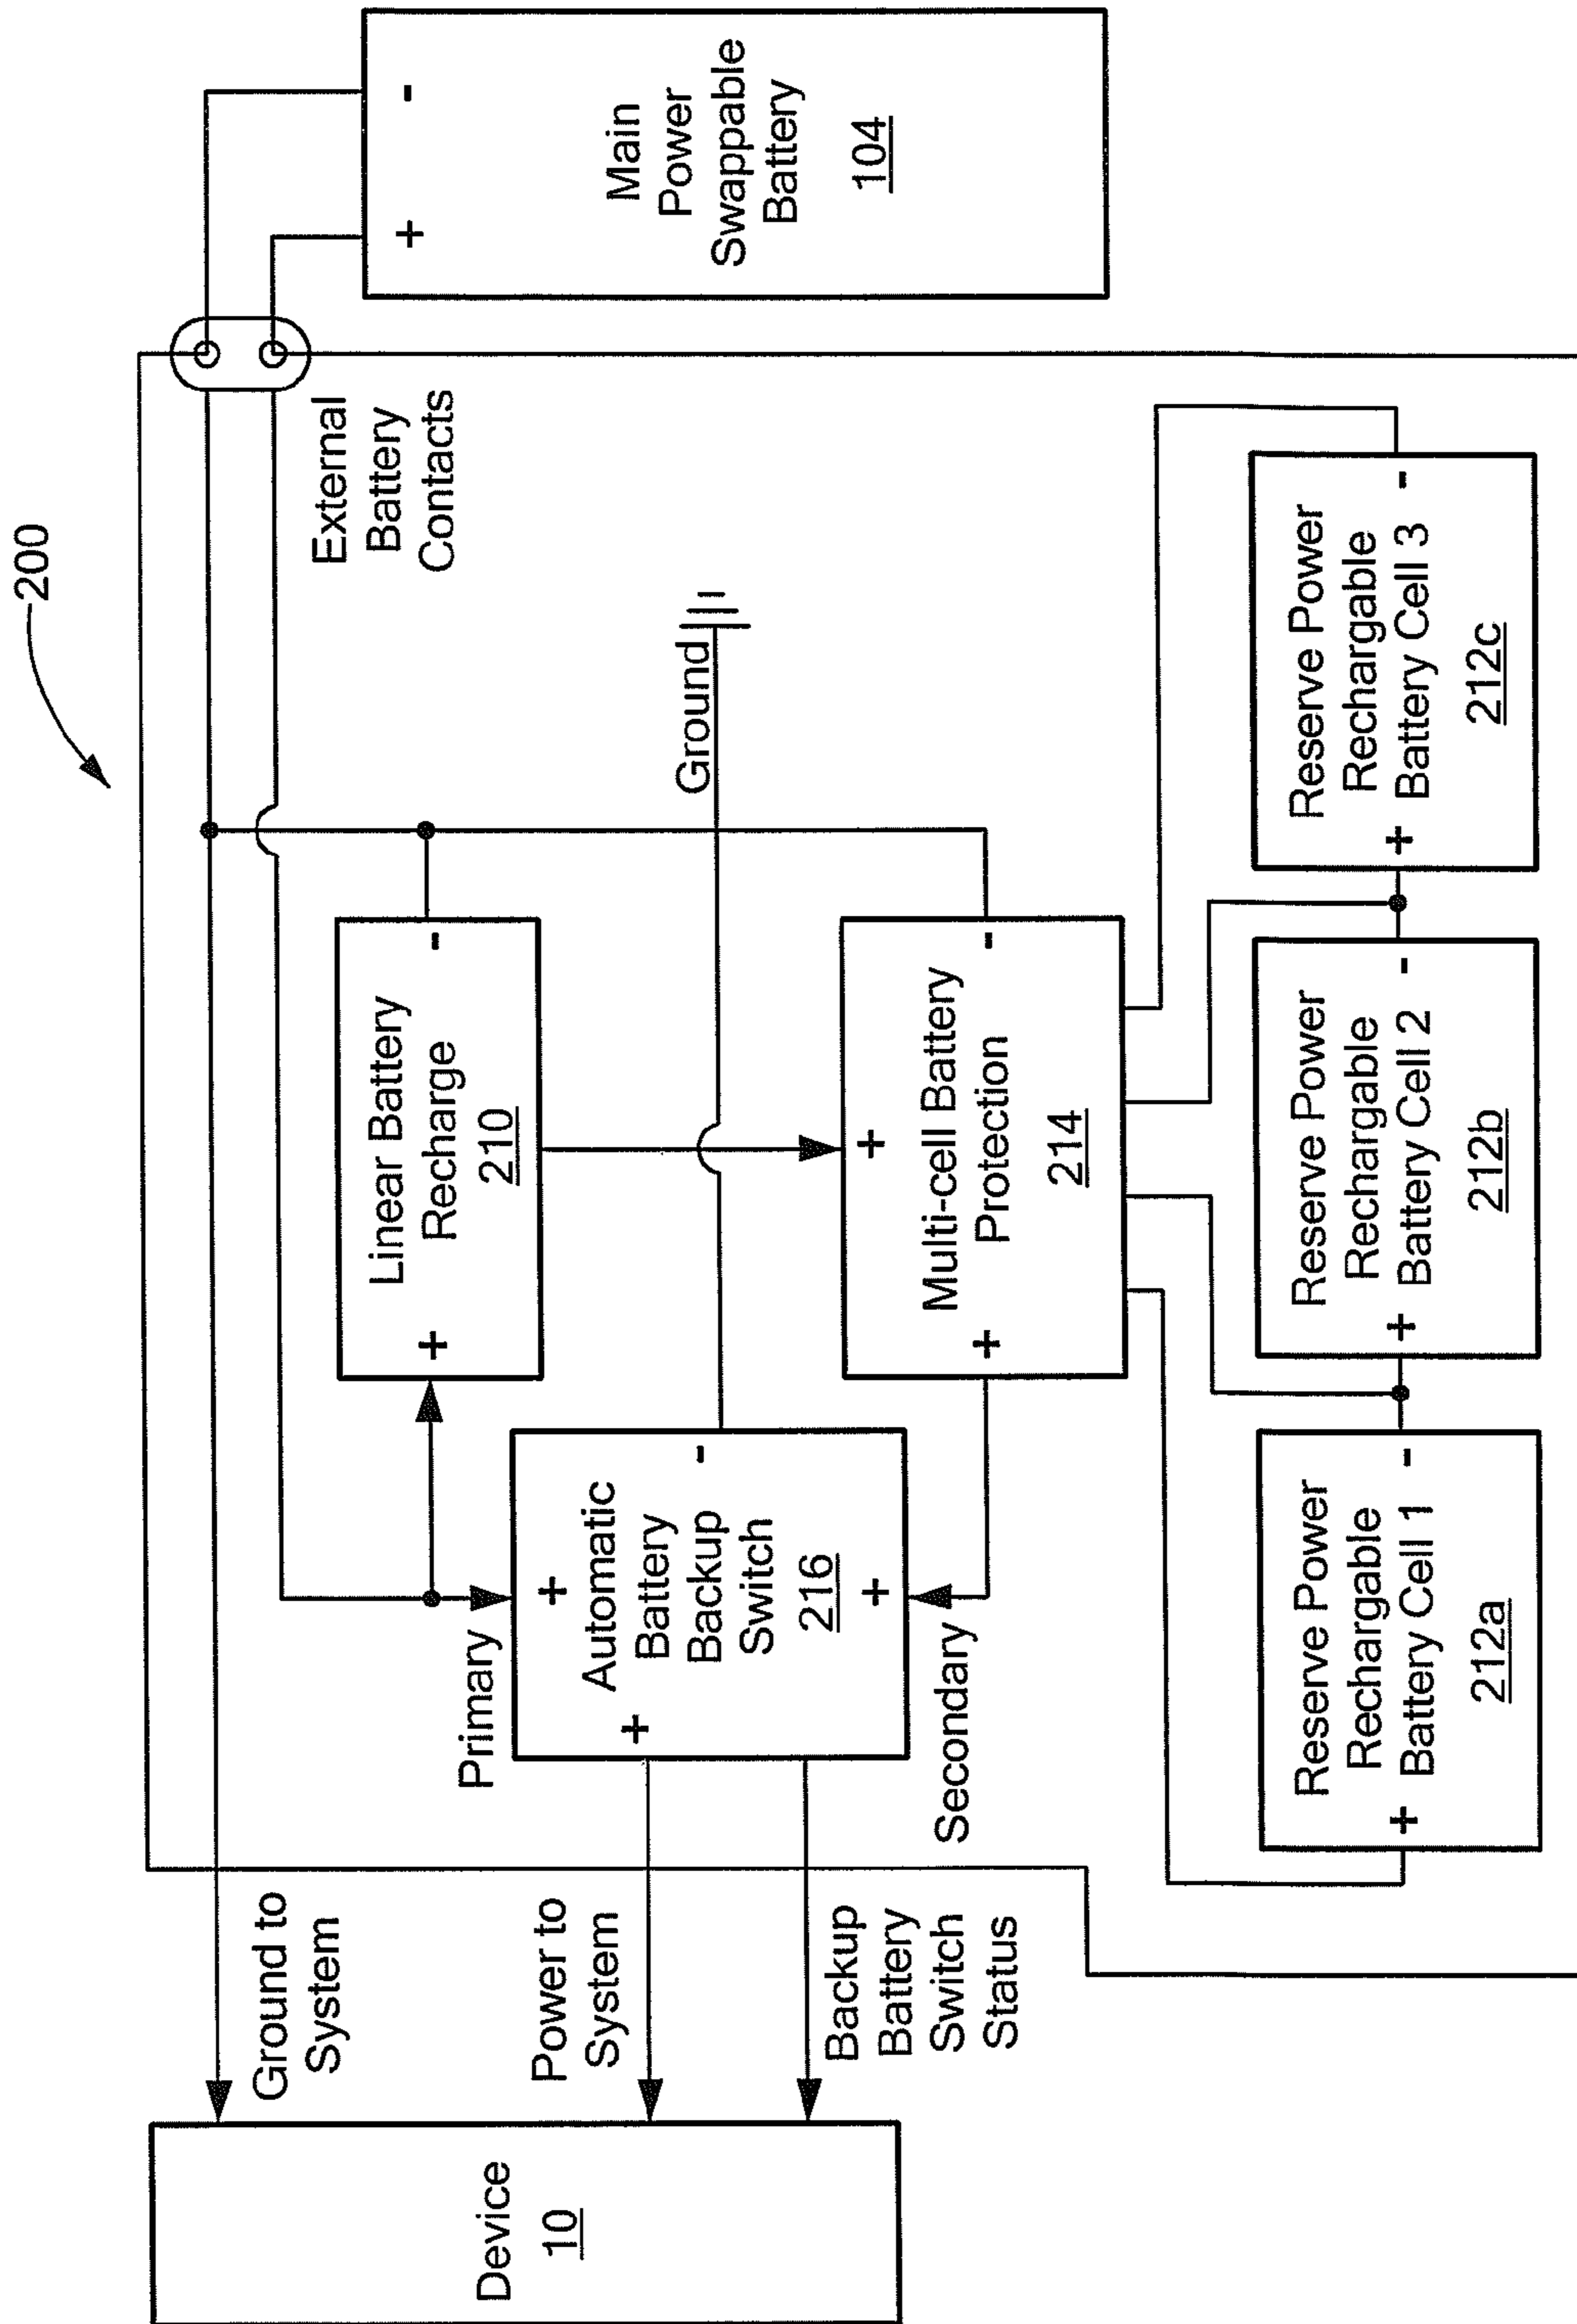 200
Device
10
Ground to
System
Power to
System
Backup
Battery
Switch
Status
Primary
+
+
Automatic
Battery
Backup
Switch
216
-
+
Secondary
+
Linear Battery
Recharge
210
-
+
+
Multi-cell Battery
Protection
214
-
Ground
External
Battery
Contacts
+
-
Main
Power
Swappable
Battery
104
Reserve Power
Rechargable
+ Battery Cell 1 -
212a
Reserve Power
Rechargable
+ Battery Cell 2 -
212b
Reserve Power
Rechargable
+ Battery Cell 3 -
212c